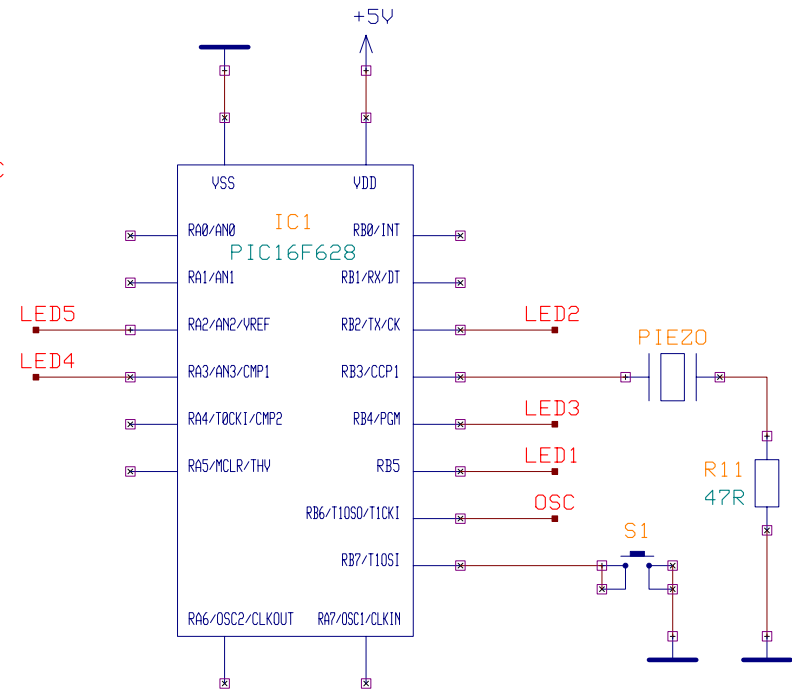 +5V
C
VSS
VDD
IC1
PIC16F628
RA0/AN0
RB0/INT
RA1/AN1
RB1/RX/DT
LED5
RA2/AN2/VREF
RB2/TX/CK
LED2
PIEZO
LED4
RA3/AN3/CMP1
RB3/CCP1
RA4/T0CKI/CMP2
RB4/PGM
LED3
RA5/MCLR/THV
RB5
LED1
R11
47R
RB6/T1OSO/T1CKI
OSC
S1
RB7/T1OSI
RA6/OSC2/CLKOUT
RA7/OSC1/CLKIN